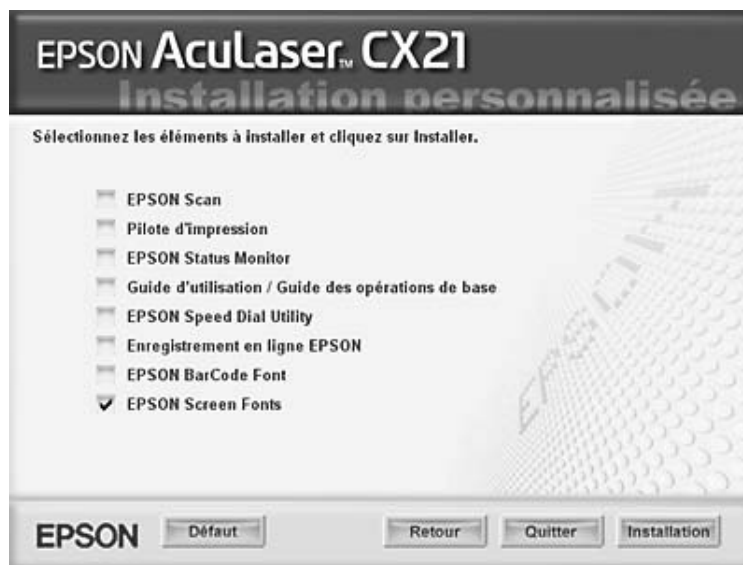 EPSON AcuLaser™ CX21
Installation personnalisée
Sélectionnez les éléments à installer et cliquez sur Installer.
EPSON Scan
Pilote d'impression
EPSON Status Monitor
Guide d'utilisation / Guide des opérations de base
EPSON Speed Dial Utility
Enregistrement en ligne EPSON
EPSON BarCode Font
EPSON Screen Fonts
EPSON
EPSON Défaut Retour Quitter Installation